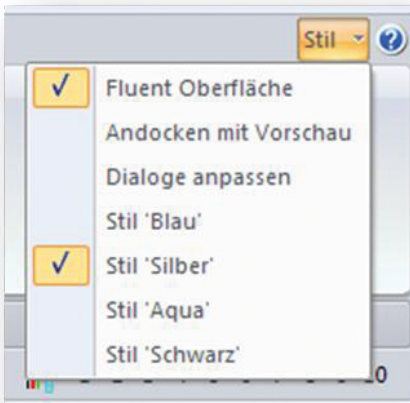 Stil
Fluent Oberfläche
Andocken mit Vorschau
Dialoge anpassen
Stil 'Blau'
Stil 'Silber'
Stil 'Aqua'
Stil 'Schwarz'